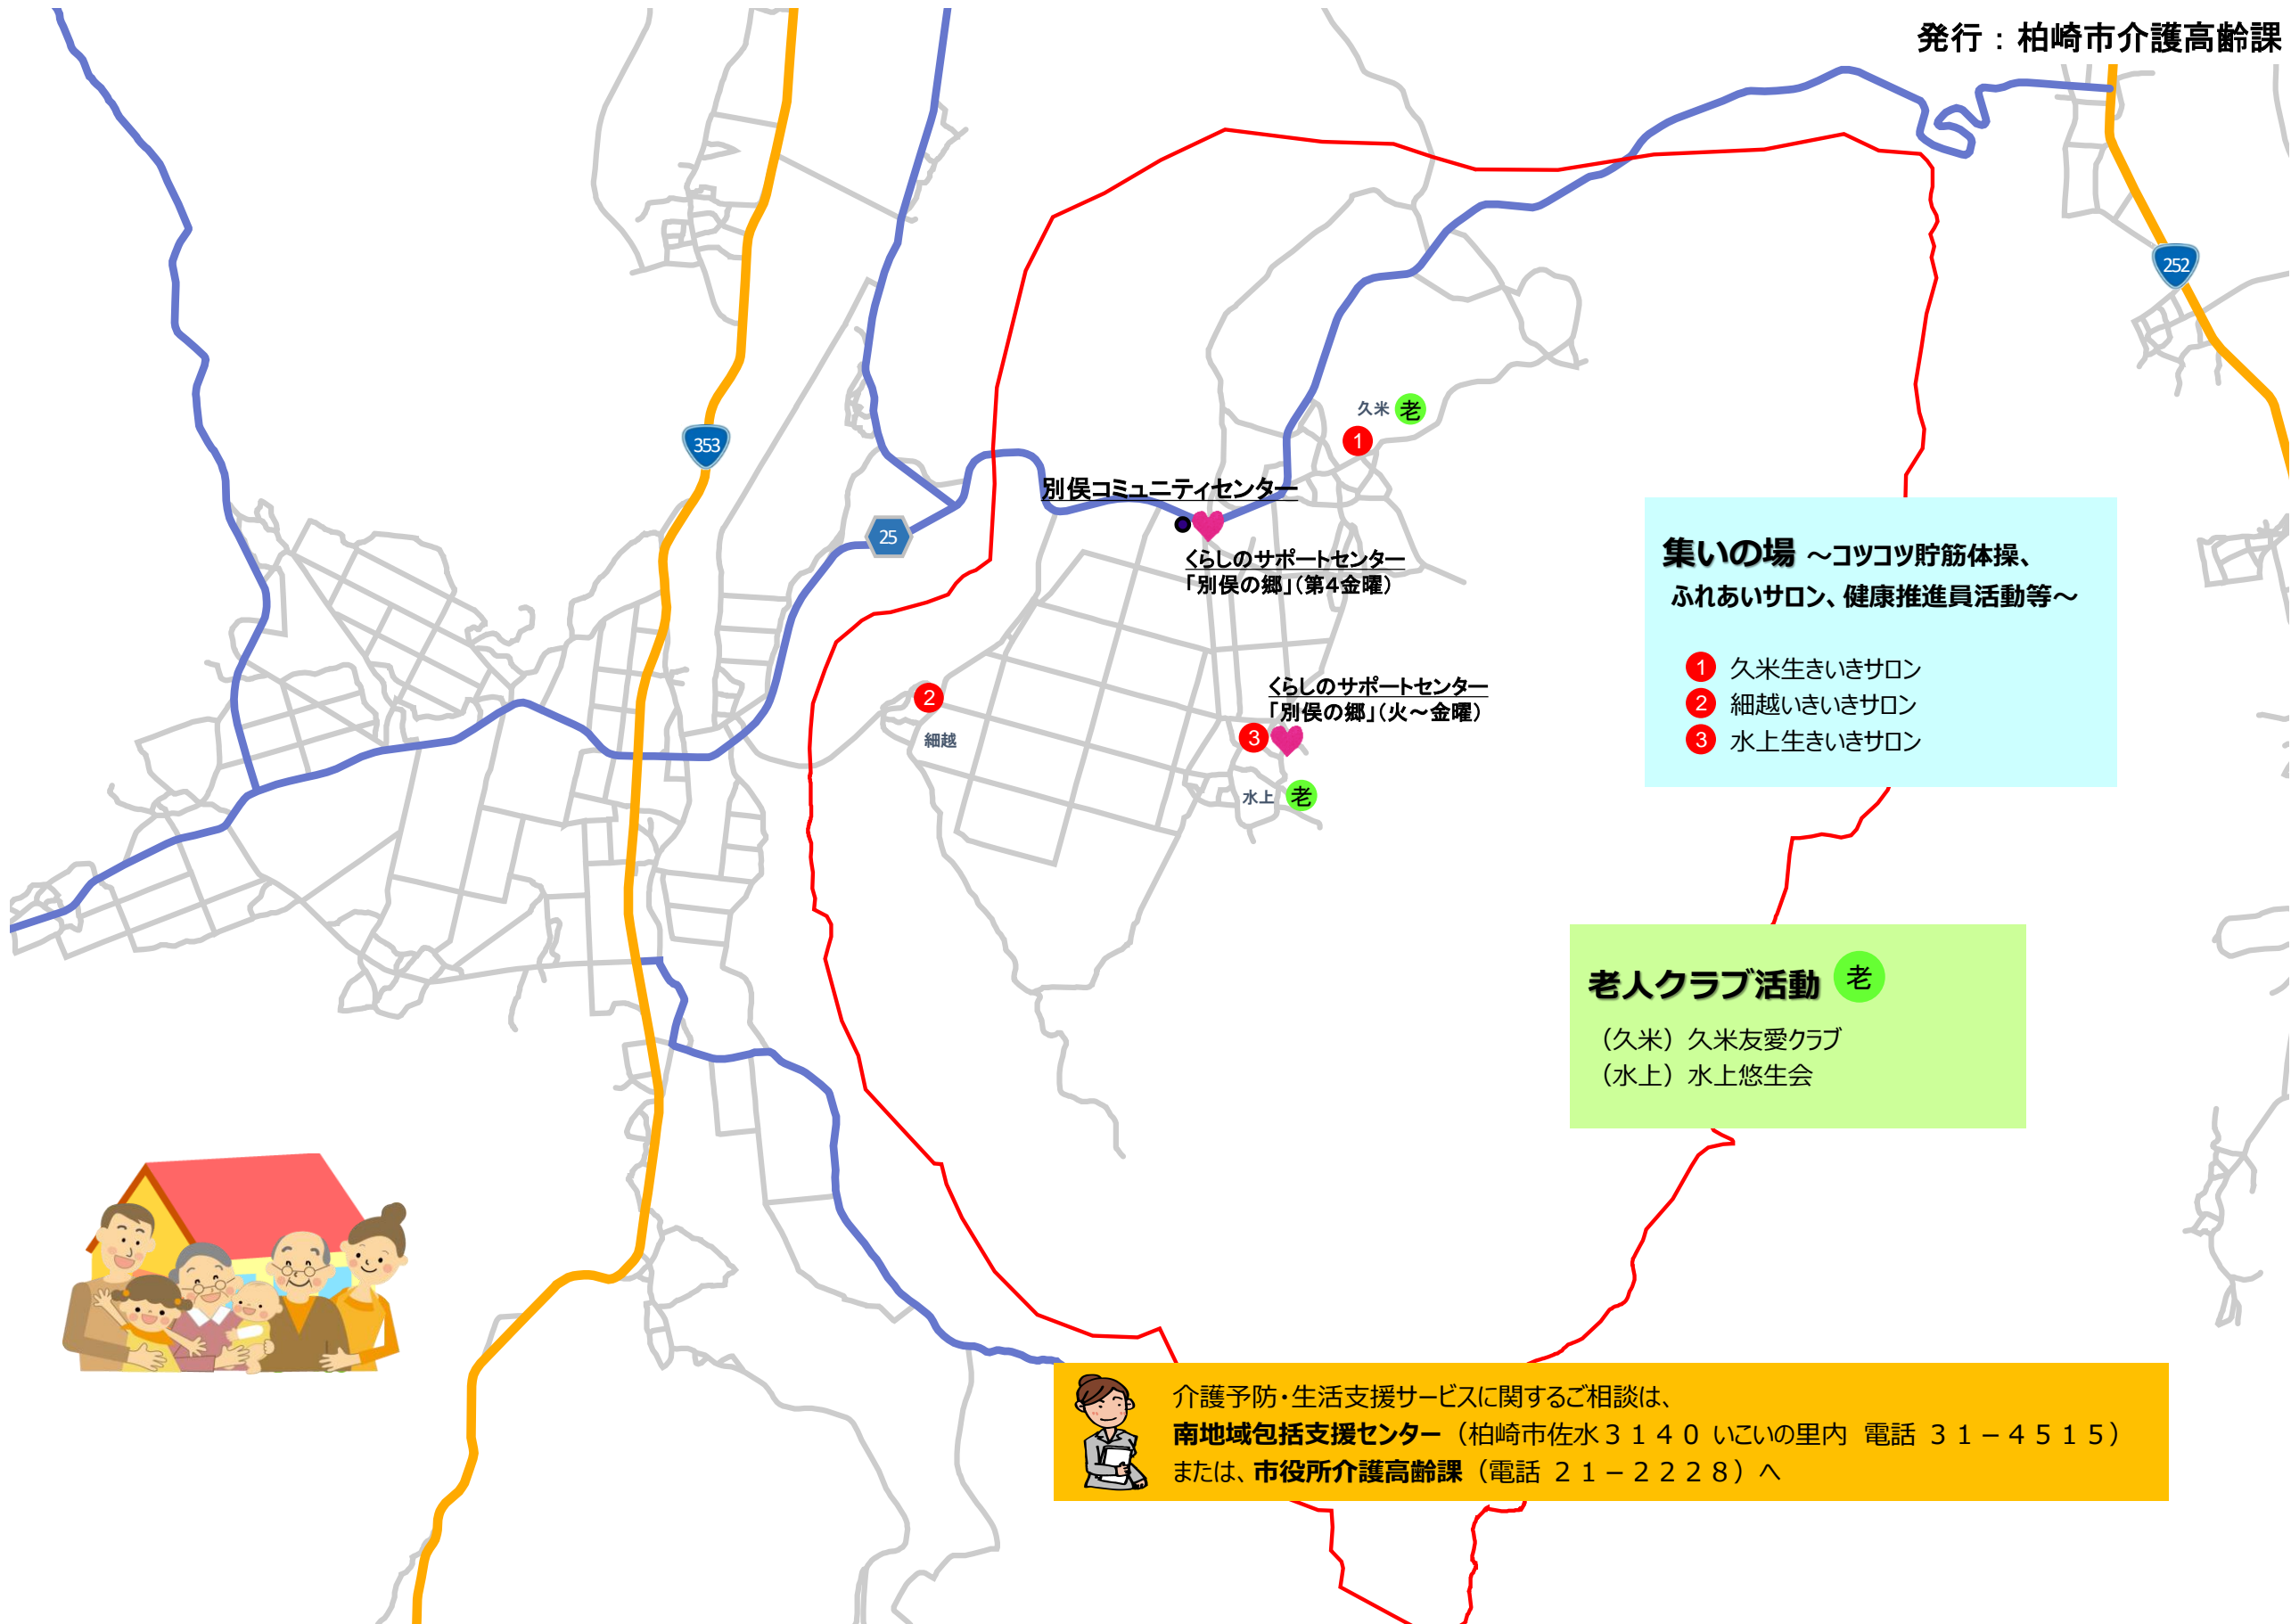 発行：柏崎市介護高齢課
252
353
久米 老
1
別俣コミュニティセンター
25
くらしのサポートセンター
「別俣の郷」（第4金曜）
集いの場 ～コツコツ貯筋体操、
ふれあいサロン、健康推進員活動等～
1 久米生きいきサロン
2 細越いきいきサロン
3 水上生きいきサロン
くらしのサポートセンター
「別俣の郷」（火～金曜）
2
細越
3
水上 老
老人クラブ活動 老
（久米）久米友愛クラブ
（水上）水上悠生会
介護予防・生活支援サービスに関するご相談は、
南地域包括支援センター（柏崎市佐水３１４０ いこいの里内 電話 ３１－４５１５）
または、市役所介護高齢課（電話 ２１－２２２８）へ